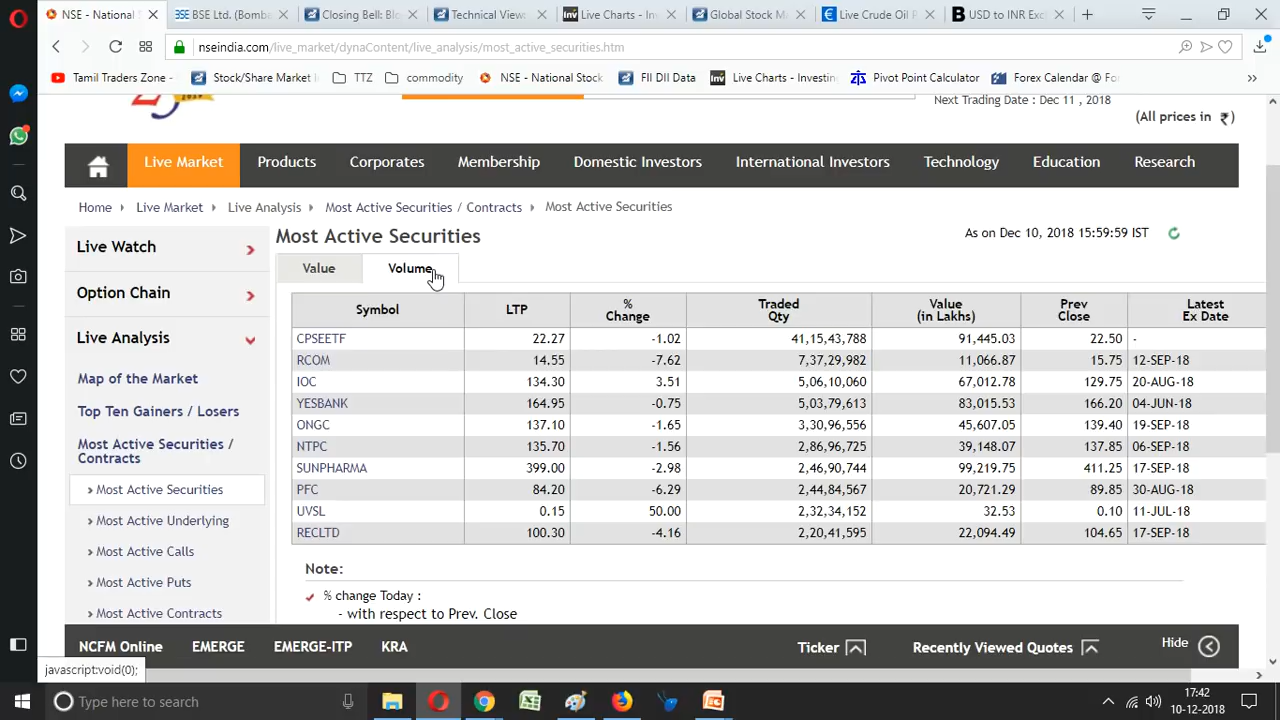 NSE - National S
BSE Ltd. (Bomba
Closing Bell: Blo
Technical View:
Live Charts - Inv
Global Stock M
Live Crude Oil P
USD to INR Exc
nseindia.com/live_market/dynaContent/live_analysis/most_active_securities.htm
Tamil Traders Zone -
Stock/Share Market
TTZ
commodity
NSE - National Stock
FII DII Data
Live Charts - Investing
Pivot Point Calculator
Forex Calendar @ Fo
Next Trading Date : Dec 11 , 2018
(All prices in ₹)
Live Market
Products
Corporates
Membership
Domestic Investors
International Investors
Technology
Education
Research
Home
Live Market
Live Analysis
Most Active Securities / Contracts
Most Active Securities
Live Watch
Option Chain
Live Analysis
Map of the Market
Top Ten Gainers / Losers
Most Active Securities /
Contracts
Most Active Securities
Most Active Underlying
Most Active Calls
Most Active Puts
Most Active Contracts
Most Active Securities
As on Dec 10, 2018 15:59:59 IST
Value
Volume
Symbol LTP % Change Traded Qty Value (in Lakhs) Prev Close Latest Ex Date
CPSEETF 22.27 -1.02 41,15,43,788 91,445.03 22.50 -
RCOM 14.55 -7.62 7,37,29,982 11,066.87 15.75 12-SEP-18
IOC 134.30 3.51 5,06,10,060 67,012.78 129.75 20-AUG-18
YESBANK 164.95 -0.75 5,03,79,613 83,015.53 166.20 04-JUN-18
ONGC 137.10 -1.65 3,30,96,556 45,607.05 139.40 19-SEP-18
NTPC 135.70 -1.56 2,86,96,725 39,148.07 137.85 06-SEP-18
SUNPHARMA 399.00 -2.98 2,46,90,744 99,219.75 411.25 17-SEP-18
PFC 84.20 -6.29 2,44,84,567 20,721.29 89.85 30-AUG-18
UVSL 0.15 50.00 2,32,34,152 32.53 0.10 11-JUL-18
RECLTD 100.30 -4.16 2,20,41,595 22,094.49 104.65 17-SEP-18
Note:
% change Today :
- with respect to Prev. Close
NCFM Online
EMERGE
EMERGE-ITP
KRA
Ticker
Recently Viewed Quotes
Hide
javascript:void(0);
Type here to search
17:42
10-12-2018